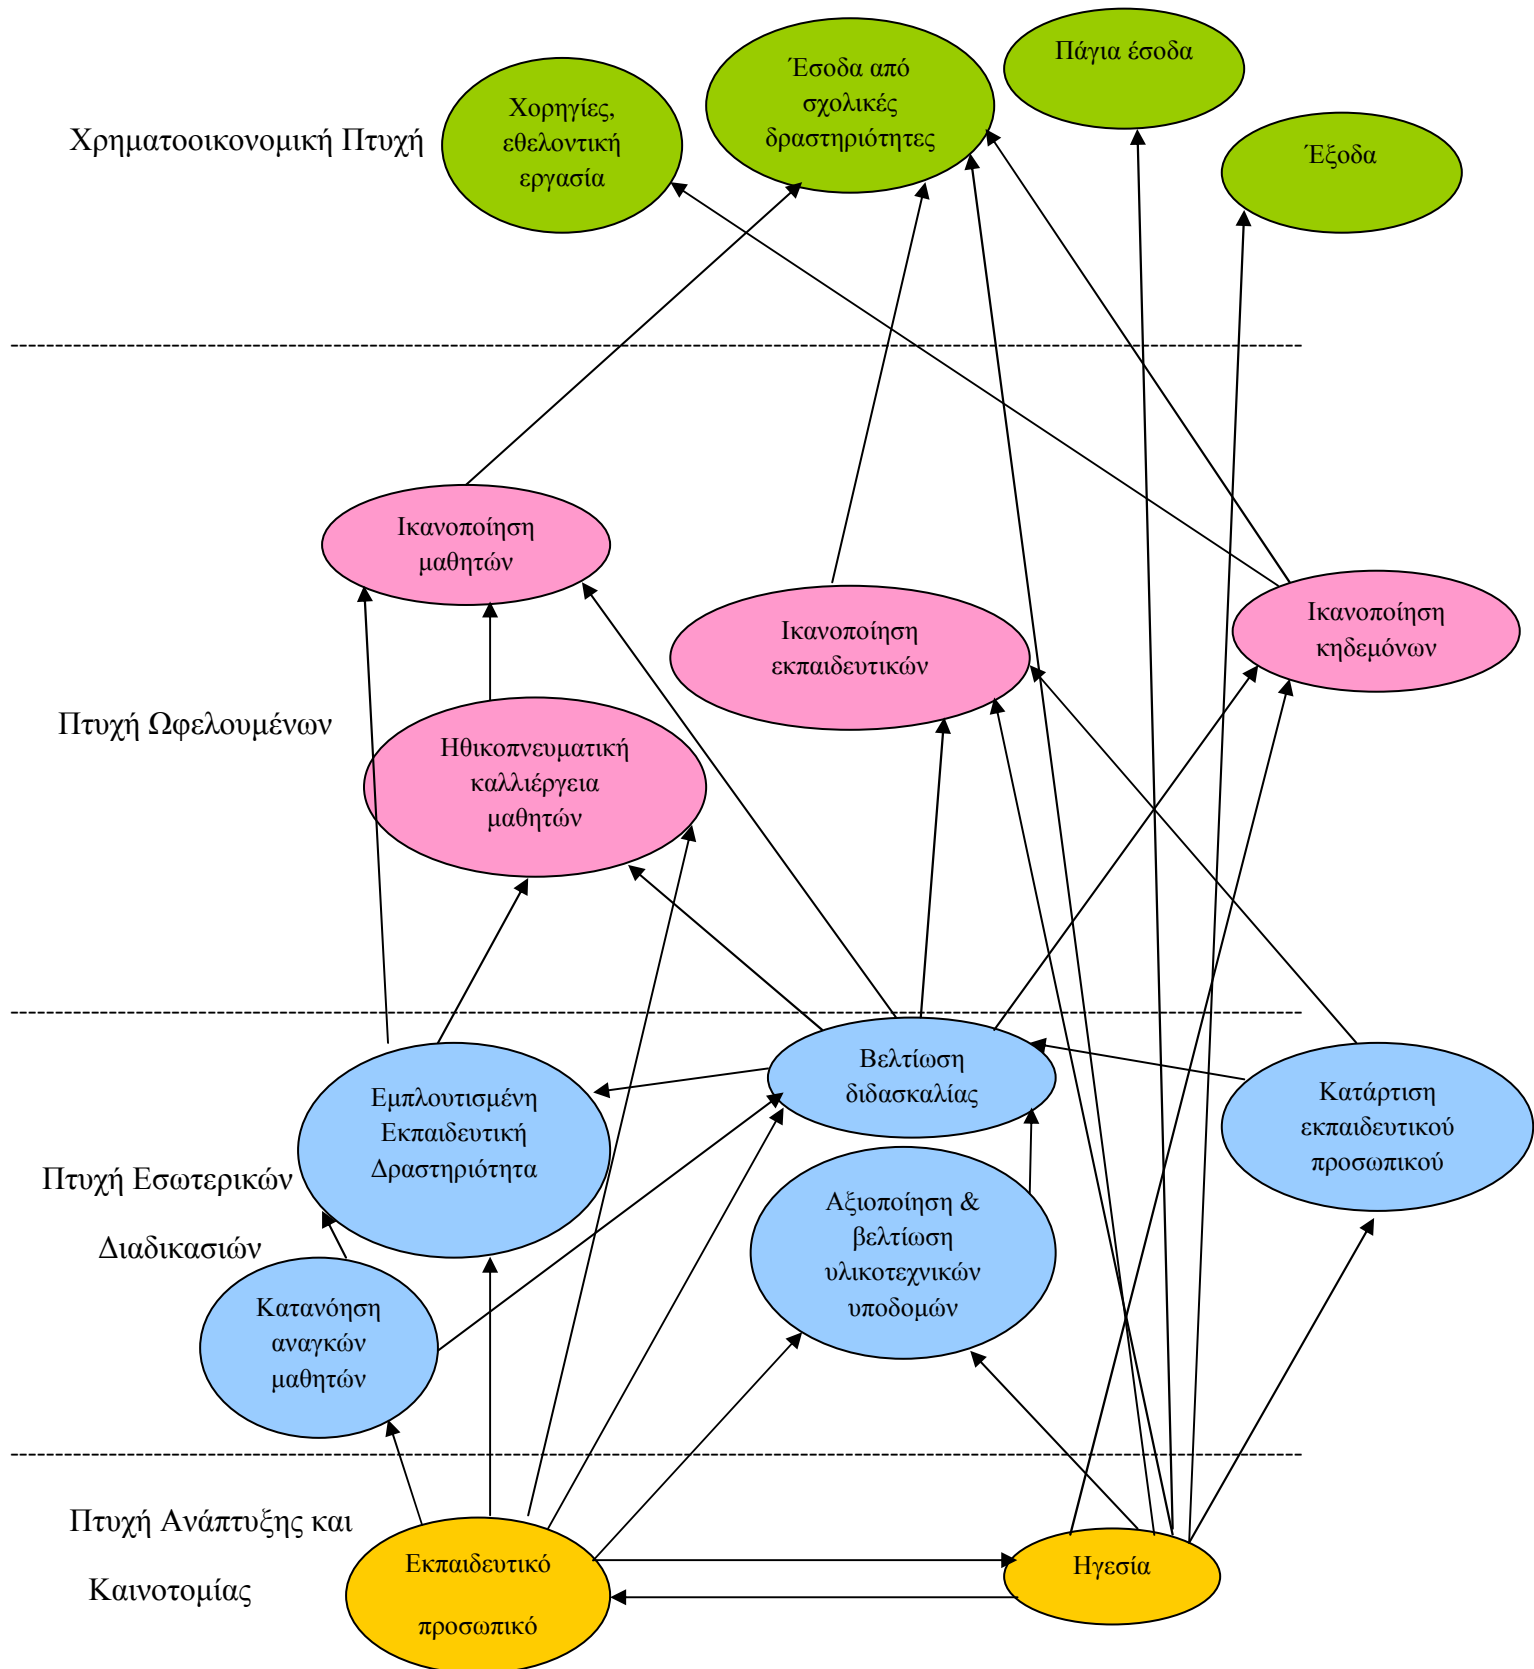 Πάγια έσοδα
Έσοδα από
σχολικές
δραστηριότητες
Χορηγίες,
εθελοντική
εργασία
Χρηματοοικονομική Πτυχή
Έξοδα
Ικανοποίηση
μαθητών
Ικανοποίηση
εκπαιδευτικών
Ικανοποίηση
κηδεμόνων
Πτυχή Ωφελουμένων
Ηθικοπνευματική
καλλιέργεια
μαθητών
Βελτίωση
διδασκαλίας
Εμπλουτισμένη
Εκπαιδευτική
Δραστηριότητα
Κατάρτιση
εκπαιδευτικού
προσωπικού
Πτυχή Εσωτερικών
Διαδικασιών
Αξιοποίηση &
βελτίωση
υλικοτεχνικών
υποδομών
Κατανόηση
αναγκών
μαθητών
Πτυχή Ανάπτυξης και
Καινοτομίας
Εκπαιδευτικό
προσωπικό
Ηγεσία